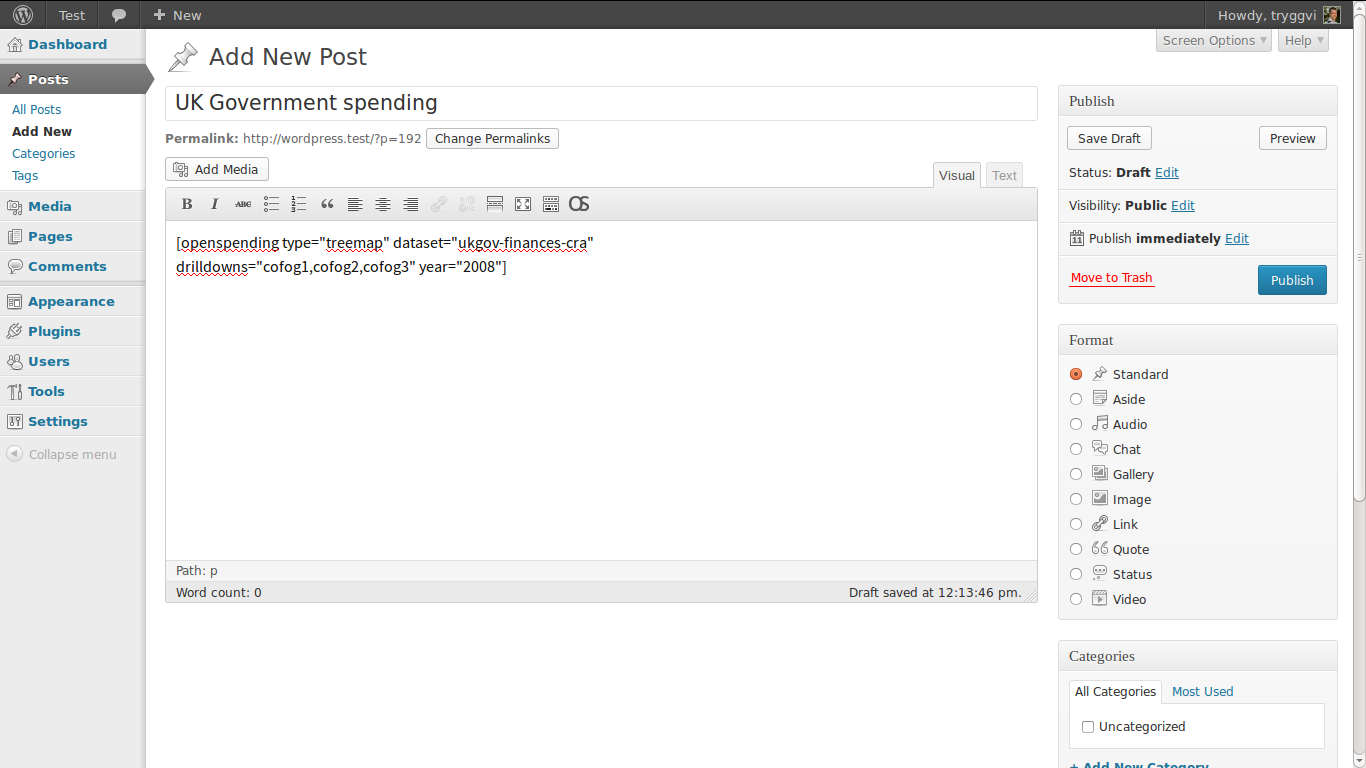 Test
New
Howdy, tryggvi
Screen Options
Help
Dashboard
Posts
All Posts
Add New
Categories
Tags
Media
Pages
Comments
Appearance
Plugins
Users
Tools
Settings
Collapse menu
Add New Post
UK Government spending
Permalink: http://wordpress.test/?p=192 Change Permalinks
Add Media
Visual Text
B I ABC OS
[openspending type="treemap" dataset="ukgov-finances-cra"
drilldowns="cofog1,cofog2,cofog3" year="2008"]
Path: p
Word count: 0 Draft saved at 12:13:46 pm.
Publish
Save Draft Preview
Status: Draft Edit
Visibility: Public Edit
11 Publish immediately Edit
Move to Trash Publish
Format
Standard
Aside
Audio
Chat
Gallery
Image
Link
Quote
Status
Video
Categories
All Categories Most Used
Uncategorized
+ Add New Category